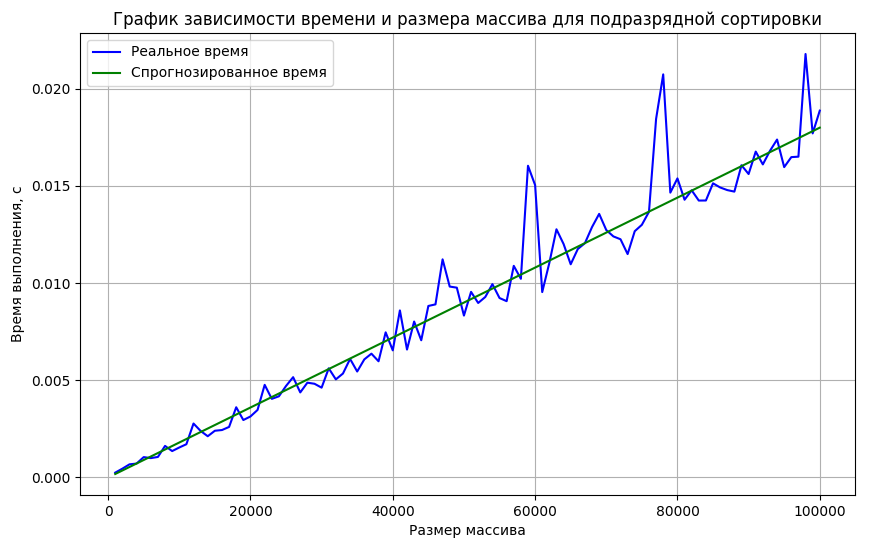 График зависимости времени и размера массива для подразрядной сортировки
Реальное время
Спрогнозированное время
0.020
0.015
0.010
0.005
0.000
Время выполнения, с
0
20000
40000
60000
80000
100000
Размер массива